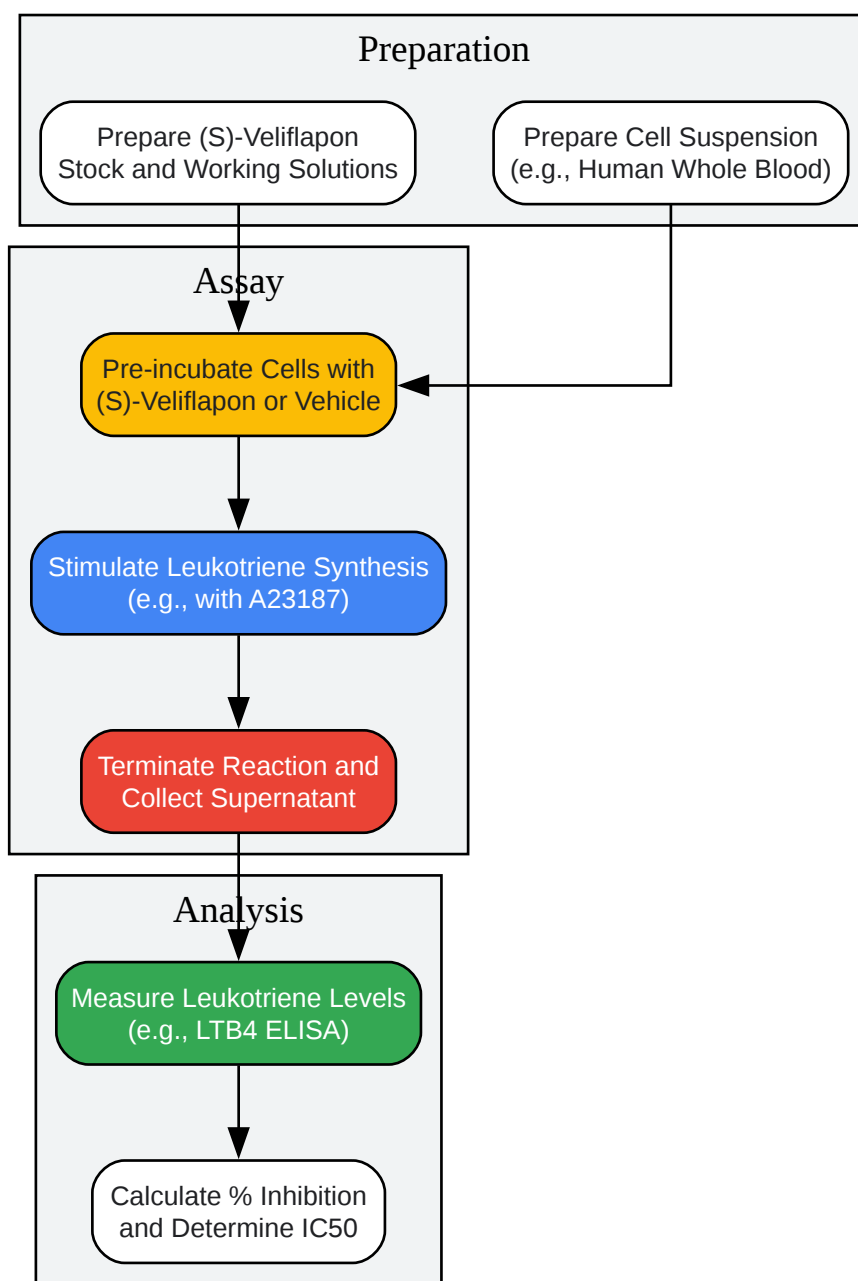 Preparation
Prepare (S)-Veliflapon
Stock and Working Solutions
Prepare Cell Suspension
(e.g., Human Whole Blood)
Assay
Pre-incubate Cells with
(S)-Veliflapon or Vehicle
Stimulate Leukotriene Synthesis
(e.g., with A23187)
Terminate Reaction and
Collect Supernatant
Analysis
Measure Leukotriene Levels
(e.g., LTB4 ELISA)
Calculate % Inhibition
and Determine IC50